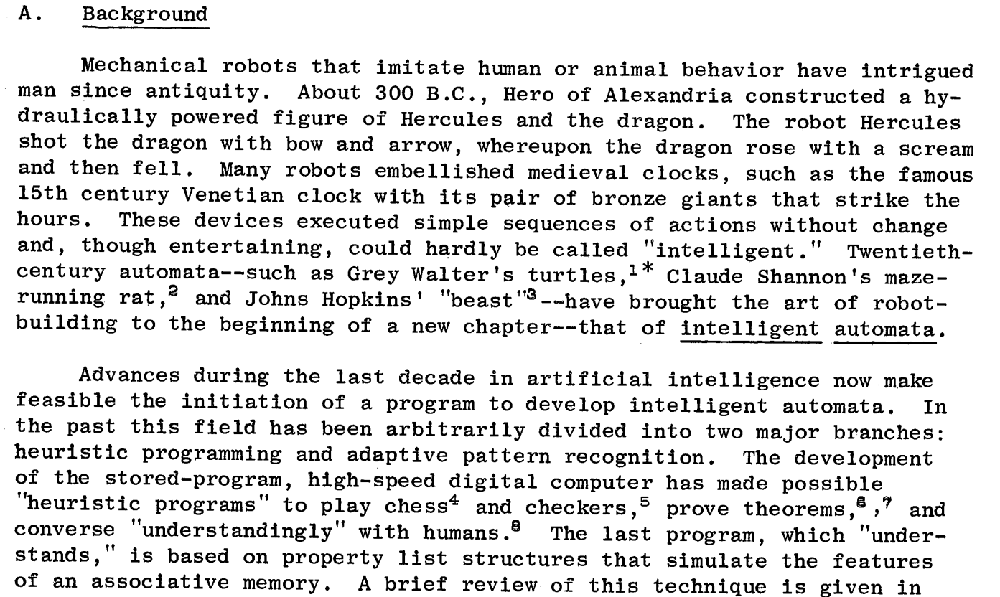 A. Background
Mechanical robots that imitate human or animal behavior have intrigued
man since antiquity. About 300 B.C., Hero of Alexandria constructed a hy-
draulically powered figure of Hercules and the dragon. The robot Hercules
shot the dragon with bow and arrow, whereupon the dragon rose with a scream
and then fell. Many robots embellished medieval clocks, such as the famous
15th century Venetian clock with its pair of bronze giants that strike the
hours. These devices executed simple sequences of actions without change
and, though entertaining, could hardly be called "intelligent." Twentieth-
century automata--such as Grey Walter's turtles,1* Claude Shannon's maze-
running rat,2 and Johns Hopkins' "beast"3--have brought the art of robot-
building to the beginning of a new chapter--that of intelligent automata.
Advances during the last decade in artificial intelligence now make
feasible the initiation of a program to develop intelligent automata. In
the past this field has been arbitrarily divided into two major branches:
heuristic programming and adaptive pattern recognition. The development
of the stored-program, high-speed digital computer has made possible
"heuristic programs" to play chess4 and checkers,5 prove theorems,6,7 and
converse "understandingly" with humans.8 The last program, which "under-
stands," is based on property list structures that simulate the features
of an associative memory. A brief review of this technique is given in